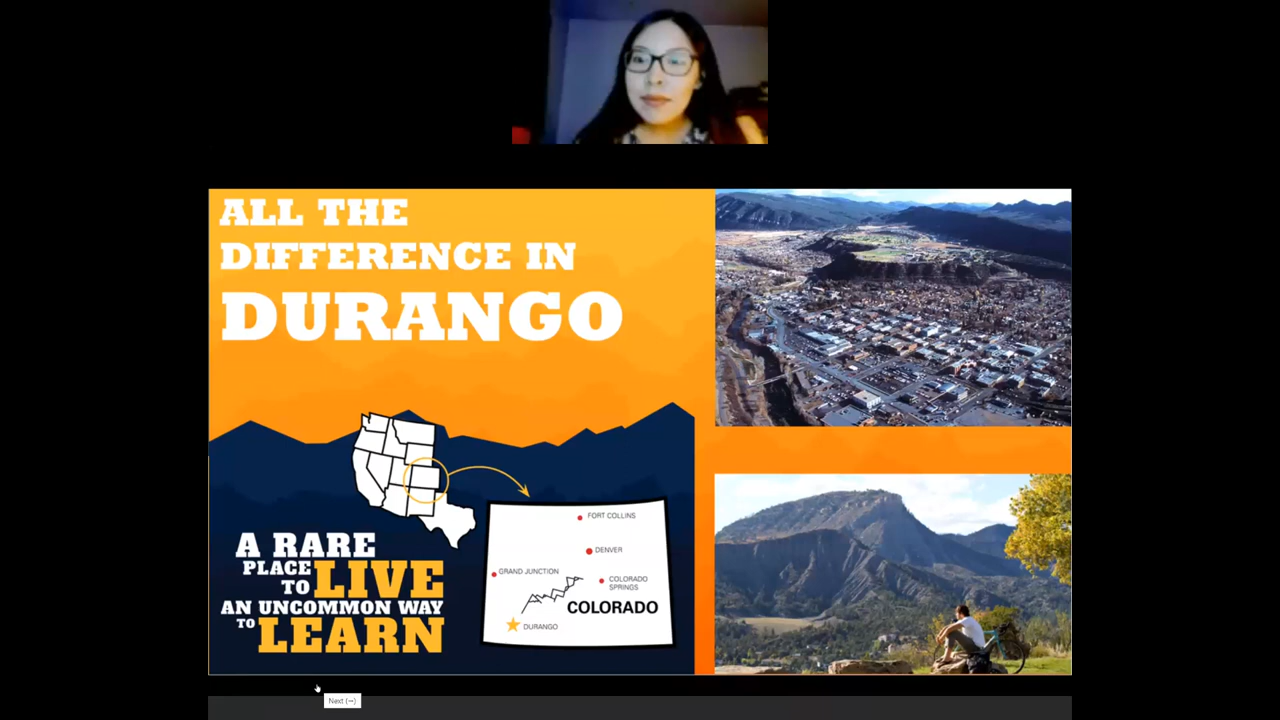 ALL THE
DIFFERENCE IN
DURANGO
A RARE
PLACE
TO LIVE
AN UNCOMMON WAY
TO LEARN
FORT COLLINS
DENVER
GRAND JUNCTION
COLORADO
SPRINGS
COLORADO
DURANGO
Next (→)